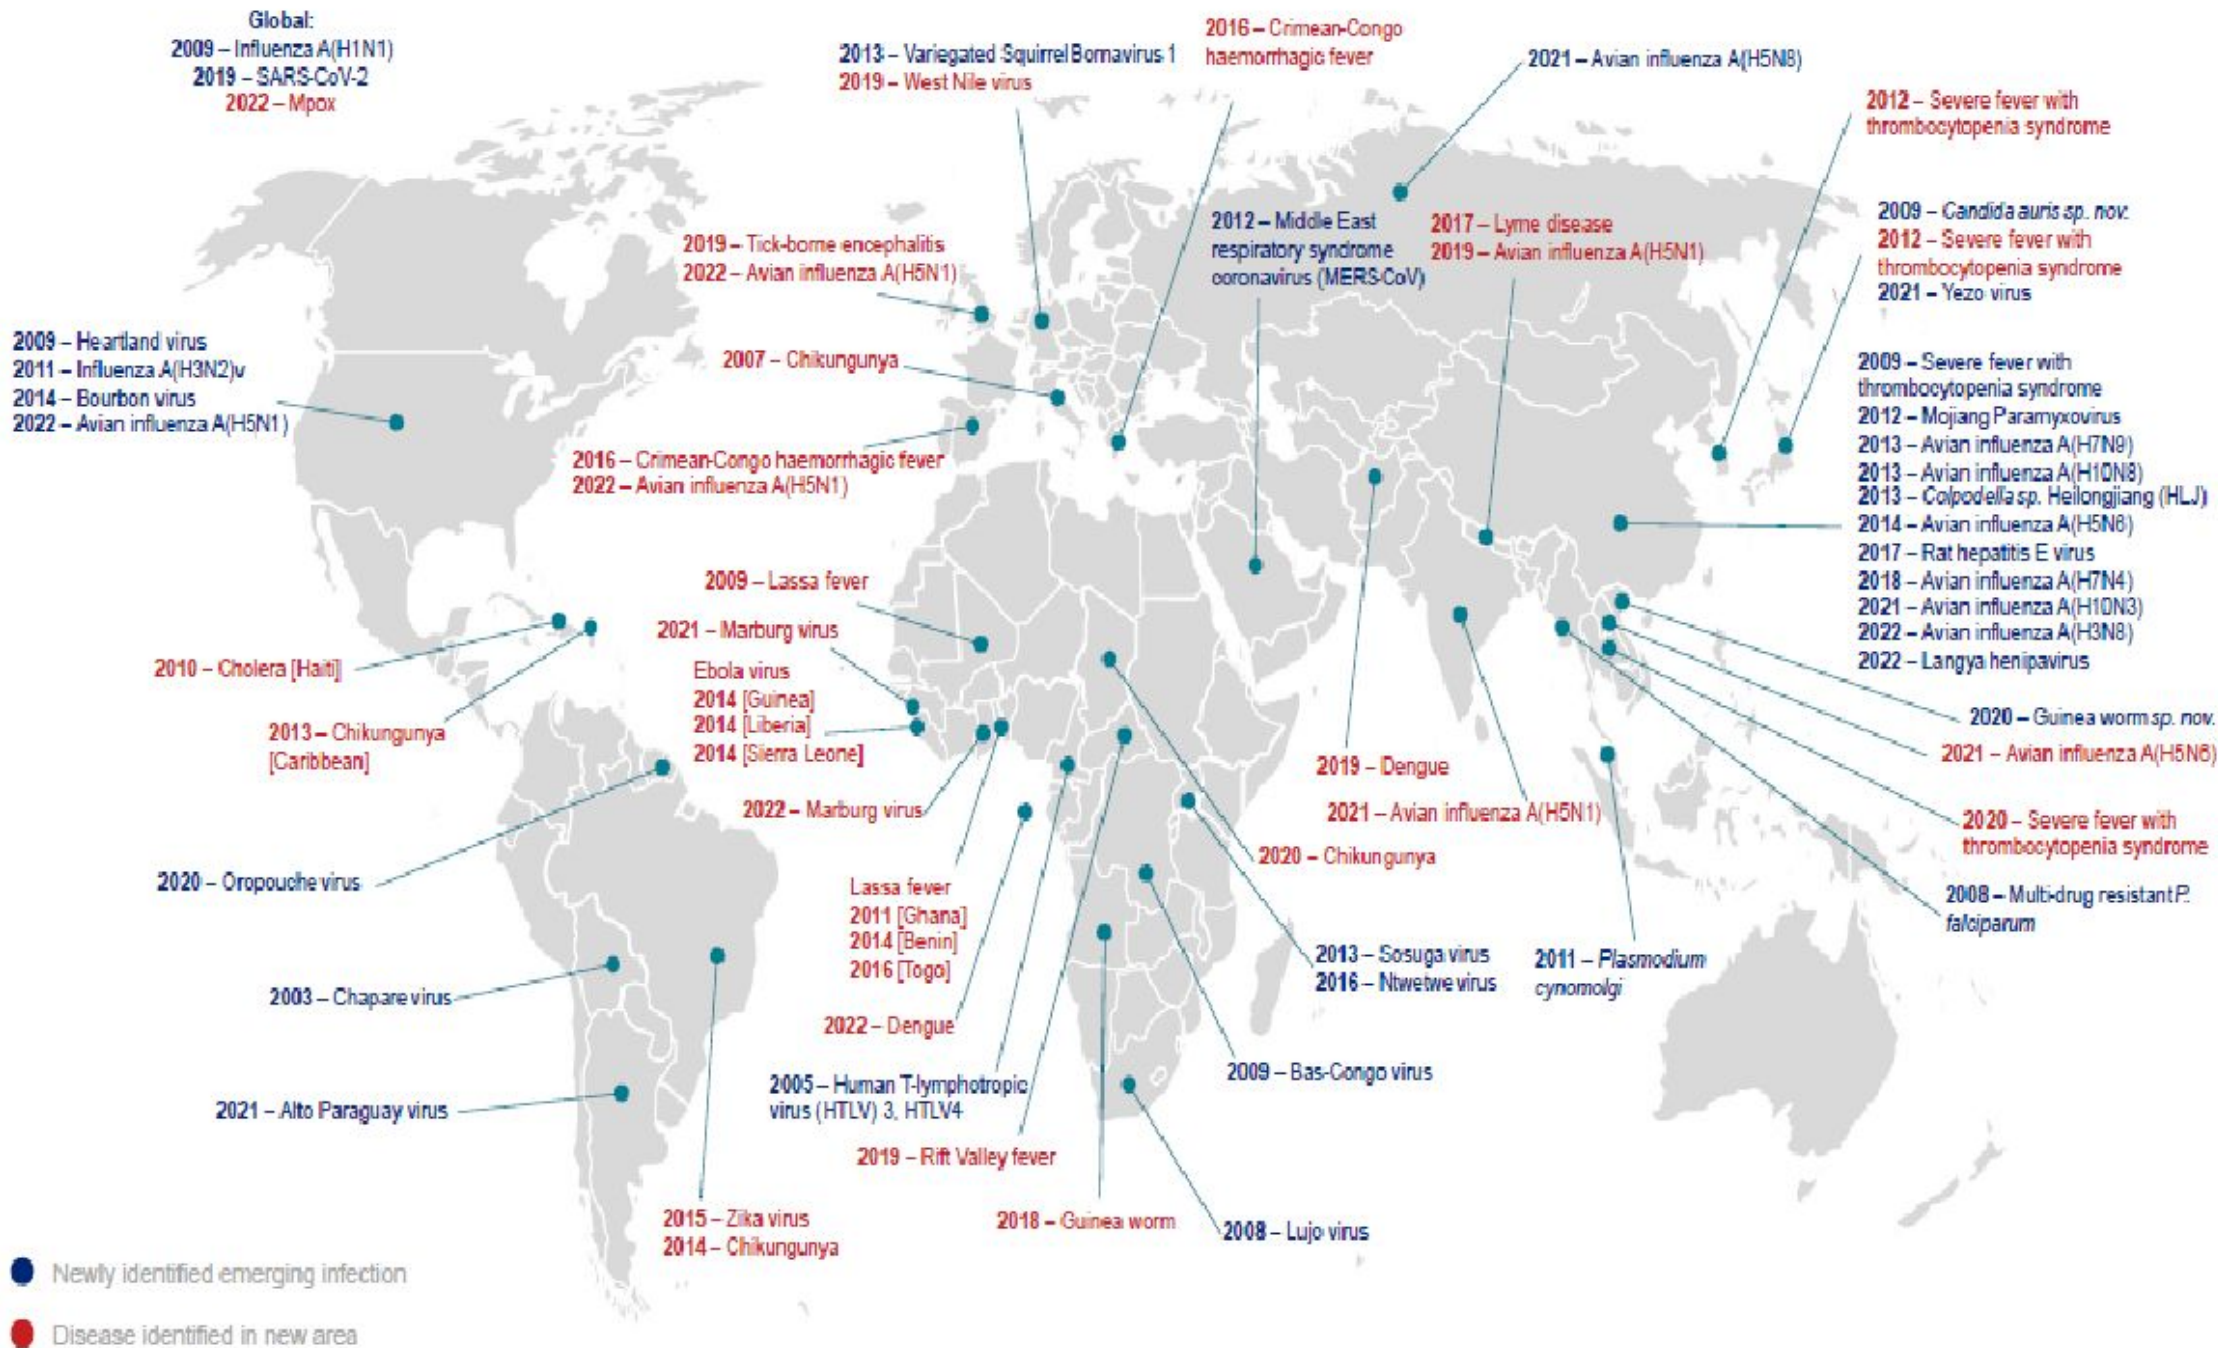 Global:
2009 – Influenza A(H1N1)
2019 – SARS-CoV-2
2022 – Mpox
2013 – Variegated Squirrel Bornavirus 1
2019 – West Nile virus
2016 – Crimean-Congo
haemorrhagic fever
2021 – Avian influenza A(H5N8)
2012 – Severe fever with
thrombocytopenia syndrome
2009 – Candida auris sp. nov.
2012 – Severe fever with
thrombocytopenia syndrome
2021 – Yezo virus
2012 – Middle East
respiratory syndrome
coronavirus (MERS-CoV)
2017 – Lyme disease
2019 – Avian influenza A(H5N1)
2019 – Tick-borne encephalitis
2022 – Avian influenza A(H5N1)
2009 – Heartland virus
2011 – Influenza A(H3N2)v
2014 – Bourbon virus
2022 – Avian influenza A(H5N1)
2007 – Chikungunya
2016 – Crimean-Congo haemorrhagic fever
2022 – Avian influenza A(H5N1)
2009 – Severe fever with
thrombocytopenia syndrome
2012 – Mojiang Paramyxovirus
2013 – Avian influenza A(H7N9)
2013 – Avian influenza A(H10N8)
2013 – Colpodella sp. Heilongjiang (HLJ)
2014 – Avian influenza A(H5N6)
2017 – Rat hepatitis E virus
2018 – Avian influenza A(H7N4)
2021 – Avian influenza A(H10N3)
2022 – Avian influenza A(H3N8)
2022 – Langya henipavirus
2009 – Lassa fever
2021 – Marburg virus
Ebola virus
2014 [Guinea]
2014 [Liberia]
2014 [Sierra Leone]
2010 – Cholera [Haiti]
2013 – Chikungunya
[Caribbean]
2022 – Marburg virus
2020 – Guinea worm sp. nov.
2021 – Avian influenza A(H5N6)
2019 – Dengue
2021 – Avian influenza A(H5N1)
2020 – Severe fever with
thrombocytopenia syndrome
2020 – Chikungunya
2020 – Oropouche virus
Lassa fever
2011 [Ghana]
2014 [Benin]
2016 [Togo]
2008 – Multi-drug resistant P.
falciparum
2013 – Sosuga virus
2016 – Ntwetwe virus
2011 – Plasmodium
cynomolgi
2003 – Chapare virus
2022 – Dengue
2009 – Bas-Congo virus
2005 – Human T-lymphotropic
virus (HTLV) 3, HTLV4
2021 – Alto Paraguay virus
2019 – Rift Valley fever
2015 – Zika virus
2014 – Chikungunya
2018 – Guinea worm
2008 – Lujo virus
Newly identified emerging infection
Disease identified in new area